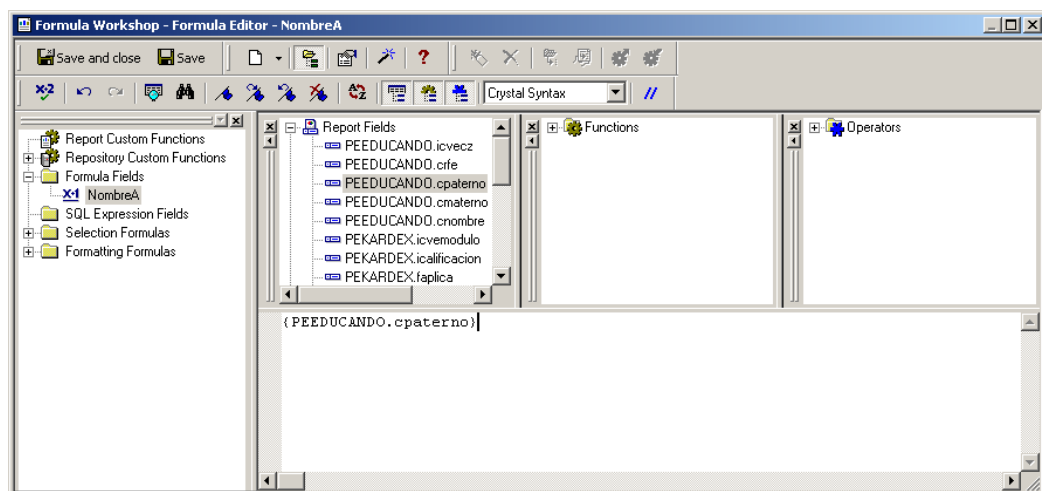 Formula Workshop - Formula Editor - NombreA
Save and close Save
Crystal Syntax
Report Custom Functions
Repository Custom Functions
Formula Fields
NombreA
SQL Expression Fields
Selection Formulas
Formatting Formulas
Report Fields
PEEDUCANDO.icvecz
PEEDUCANDO.crfe
PEEDUCANDO.cpaterno
PEEDUCANDO.cmaterno
PEEDUCANDO.cnombre
PEKARDEX.icvemodulo
PEKARDEX.icalificacion
PEKARDEX.faplica
Functions
Operators
{PEEDUCANDO.cpaterno}